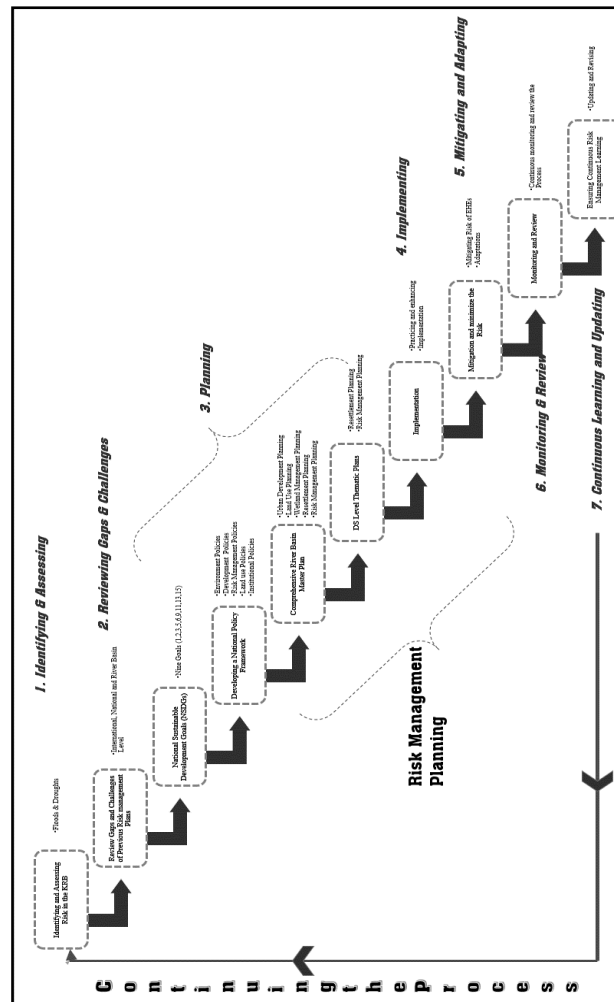 1. Identifying & Assessing
Identifying and Assessing
Risk in the KRB
•Floods & Droughts
2. Reviewing Gaps & Challenges
Review Gaps and Challenges
of Previous Risk management
Plans
•International, National and River Basin
Level
3. Planning
National Sustainable
Development Goals (NSDGs)
•Nine Goals (1,2,3,5,6,9,11,13,15)
Developing a National Policy
Framework
•Environment Policies
•Development Policies
•Risk Management Policies
•Land use Policies
•Institutional Policies
Comprehensive River Basin
Master Plan
•Urban Development Planning
•Land Use Planning
•Wetland Management Planning
•Resettlement Planning
•Risk Management Planning
DS Level Thematic Plans
•Resettlement Planning
•Risk Management Planning
Risk Management
Planning
4. Implementing
Implementation
•Practicing and enhancing
•Implementation
5. Mitigating and Adapting
Mitigation and minimize the
Risk
•Mitigating Risk of EHEs
•Adaptations
6. Monitoring & Review
Monitoring and Review
•Continuous monitoring and review the
Process
7. Continuous Learning and Updating
Ensuring Continuous Risk
Management Learning
•Updating and Revising
Continuing the Process